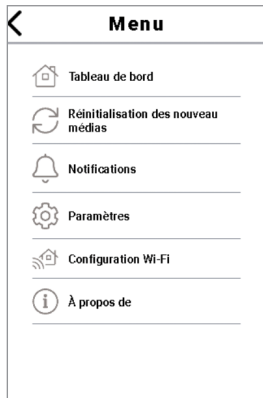 Menu
Tableau de bord
Réinitialisation des nouveau
médias
Notifications
Paramètres
Configuration Wi-Fi
À propos de